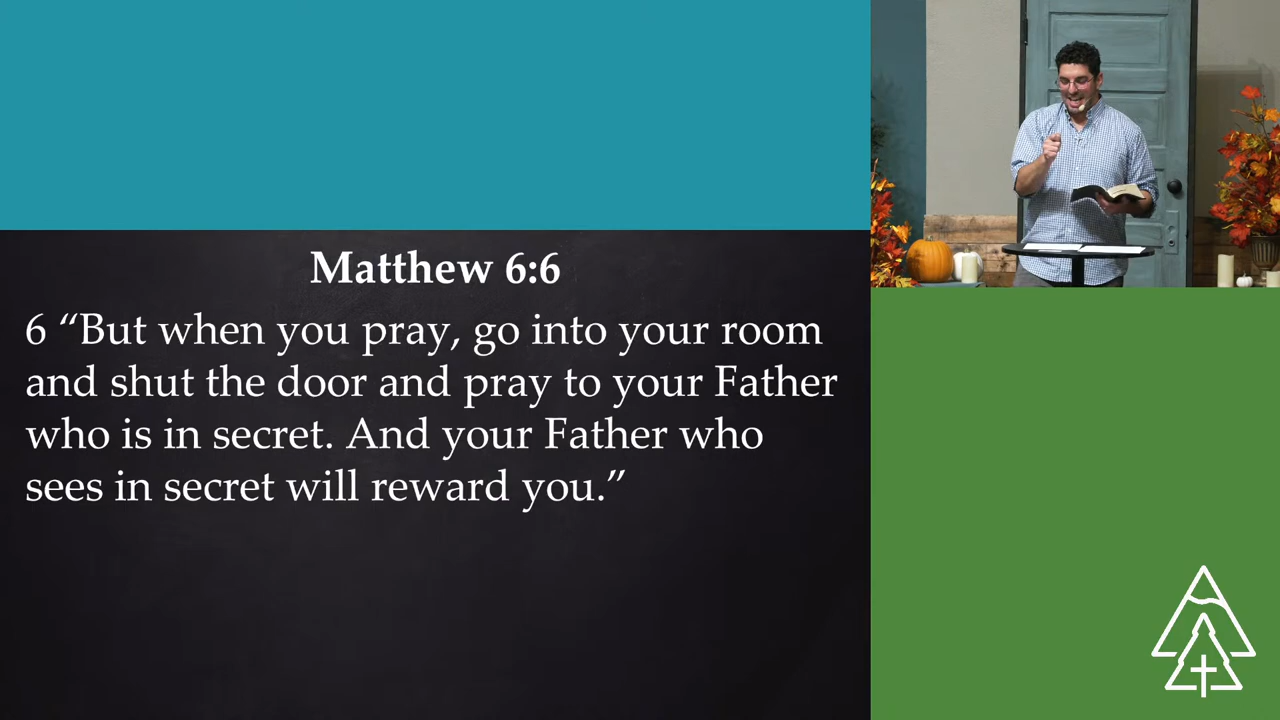 Matthew 6:6
6 “But when you pray, go into your room
and shut the door and pray to your Father
who is in secret. And your Father who
sees in secret will reward you.”